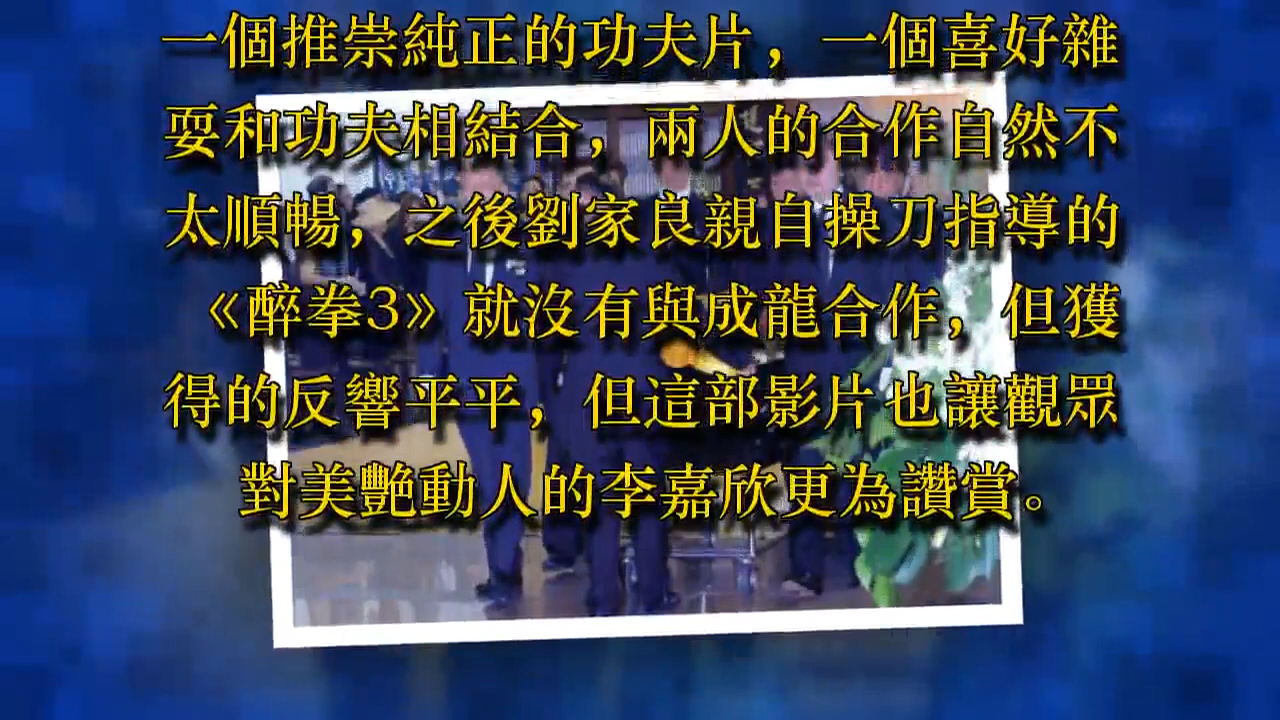 一個推崇純正的功夫片，一個喜好雜
耍和功夫相結合，兩人的合作自然不
太順暢，之後劉家良親自操刀指導的
《醉拳3》就沒有與成龍合作，但獲
得的反響平平，但這部影片也讓觀眾
對美艷動人的李嘉欣更為讚賞。